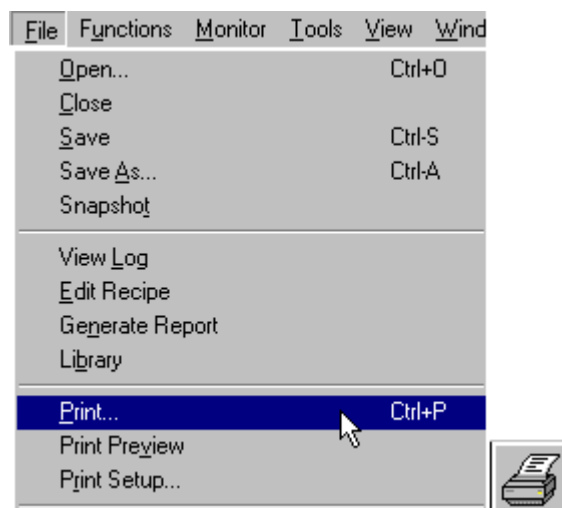 File Functions Monitor Tools View Wind
Open... Ctrl+O
Close
Save Ctrl-S
Save As... Ctrl-A
Snapshot
View Log
Edit Recipe
Generate Report
Library
Print... Ctrl+P
Print Preview
Print Setup...